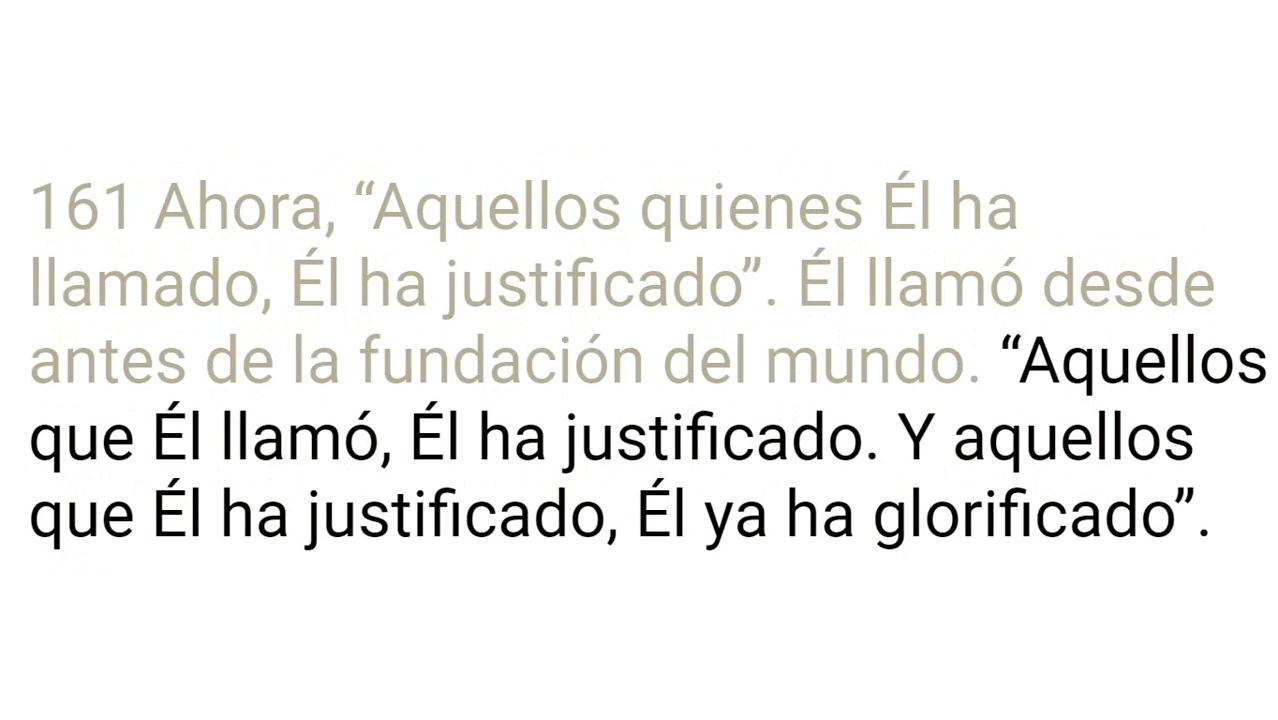 161 Ahora, “Aquellos quienes Él ha
llamado, Él ha justificado”. Él llamó desde
antes de la fundación del mundo. “Aquellos
que Él llamó, Él ha justificado. Y aquellos
que Él ha justificado, Él ya ha glorificado”.